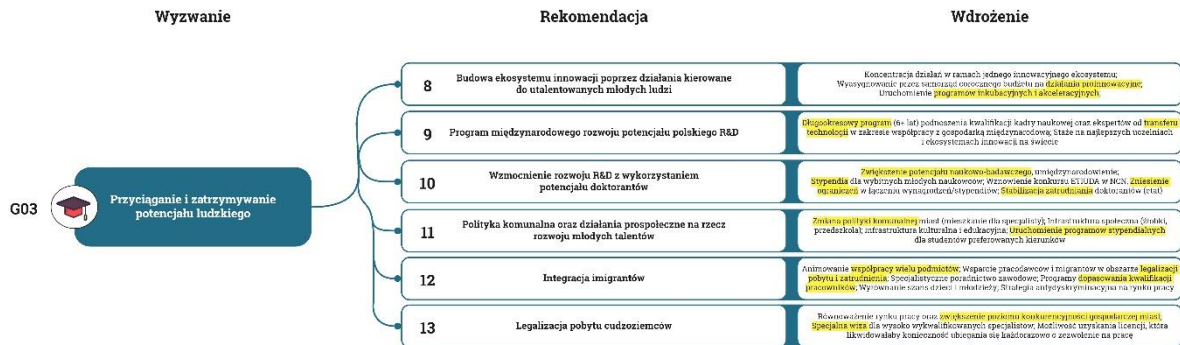 Wyzwanie
Rekomendacja
Wdrożenie
G03
Przyciąganie i zatrzymywanie
potencjału ludzkiego
8
Budowa ekosystemu innowacji poprzez działania kierowane
do utalentowanych młodych ludzi
Koncentracja działań w ramach jednego innowacyjnego ekosystemu;
Wyasygnowanie przez samorząd corocznego budżetu na działania proinnowacyjne;
Uruchomienie programów inkubacyjnych i akceleracyjnych
9
Program międzynarodowego rozwoju potencjału polskiego R&D
Długookresowy program (6+ lat) podnoszenia kwalifikacji kadry naukowej oraz ekspertów od transferu
technologii w zakresie współpracy z gospodarką międzynarodową; Staże na najlepszych uczelniach
i ekosystemach innowacji na świecie
10
Wzmocnienie rozwoju R&D z wykorzystaniem
potencjału doktorantów
Zwiększenie potencjału naukowo-badawczego, umiędzynarodowienie;
Stypendia dla wybitnych młodych naukowców; Wznowienie konkursu ETIUDA w NCN, Zniesienie
ograniczeń w łączeniu wynagrodzeń/stypendiów; Stabilizacja zatrudniania doktorantów (etat)
11
Polityka komunalna oraz działania prospołeczne na rzecz
rozwoju młodych talentów
Zmiana polityki komunalnej miast (mieszkanie dla specjalisty); Infrastruktura społeczna (żłobki,
przedszkola); infrastruktura kulturalna i edukacyjna; Uruchomienie programów stypendialnych
dla studentów preferowanych kierunków
12
Integracja imigrantów
Animowanie współpracy wielu podmiotów; Wsparcie pracodawców i migrantów w obszarze legalizacji
pobytu i zatrudnienia; Specjalistyczne poradnictwo zawodowe; Programy dopasowania kwalifikacji
pracowników; Wyrównanie szans dzieci i młodzieży; Strategia antydyskryminacyjna na rynku pracy
13
Legalizacja pobytu cudzoziemców
Równoważenie rynku pracy oraz zwiększenie poziomu konkurencyjności gospodarczej miast;
Specjalna wiza dla wysoko wykwalifikowanych specjalistów; Możliwość uzyskania licencji, która
likwidowałaby konieczność ubiegania się każdorazowo o zezwolenie na pracę